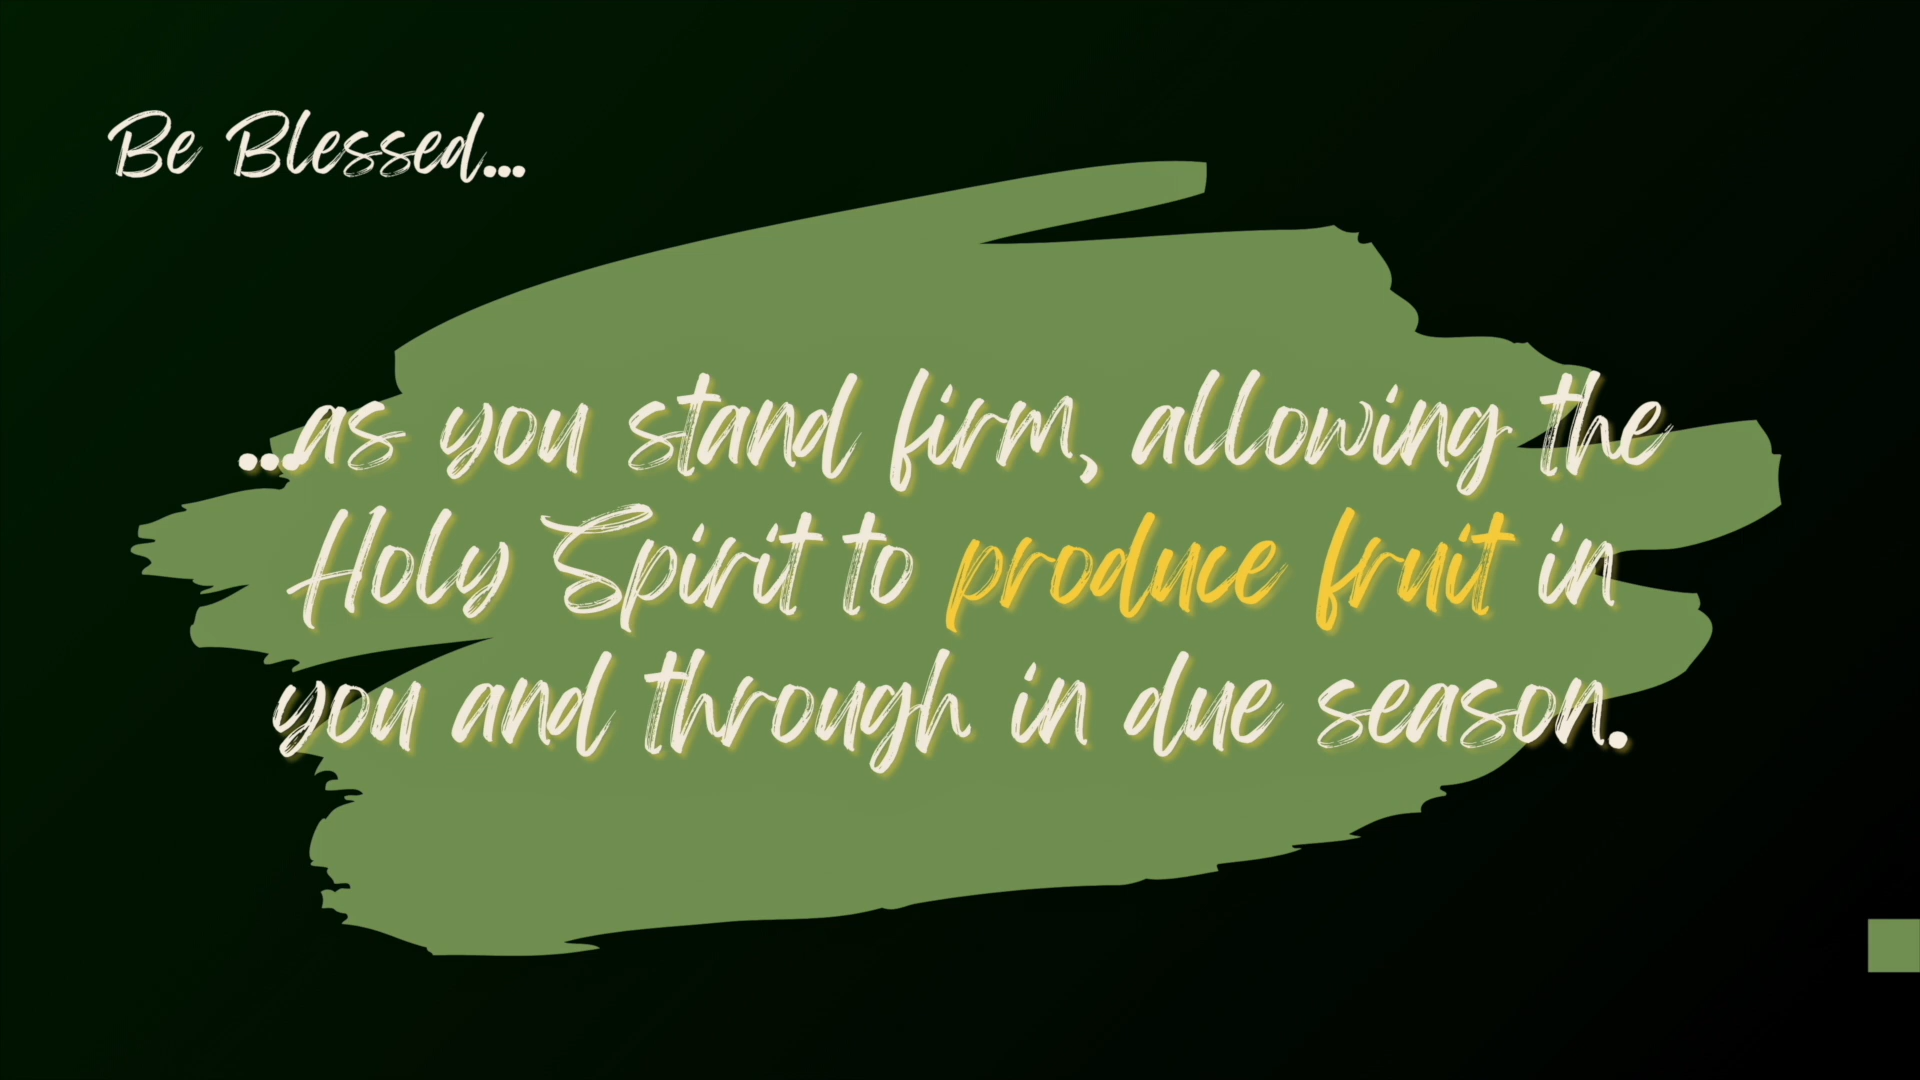 Be Blessed...
...as you stand firm, allowing the
Holy Spirit to produce fruit in
you and through in due season.